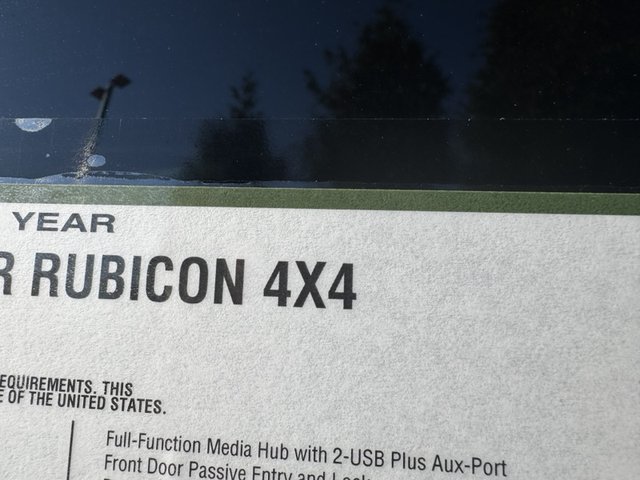 YEAR
R RUBICON 4X4
EQUIREMENTS. THIS
E OF THE UNITED STATES.
Full-Function Media Hub with 2-USB Plus Aux-Port
Front Door Passive Entry and Lock